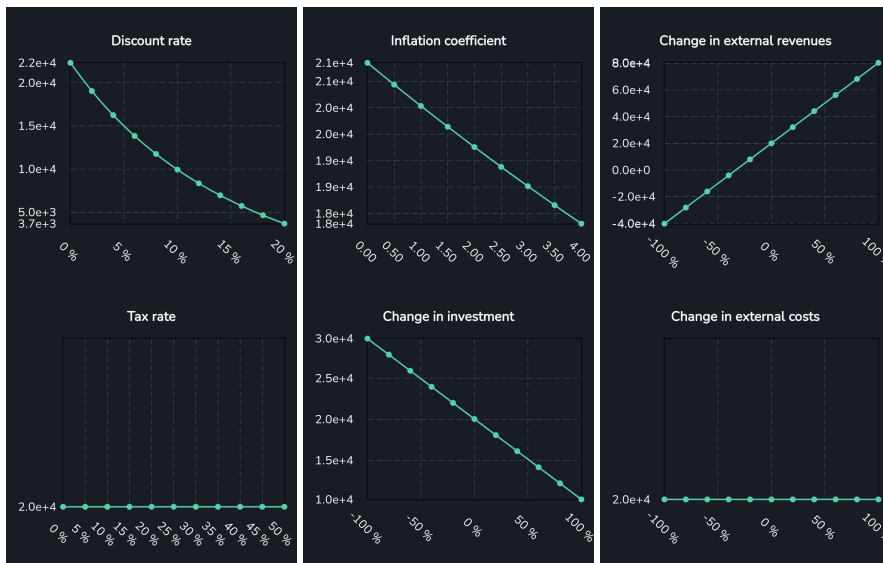 Discount rate
2.2e+4
2.0e+4
1.5e+4
1.0e+4
5.0e+3
3.7e+3
0 %
5 %
10 %
15 %
20 %
Inflation coefficient
2.1e+4
2.1e+4
2.0e+4
2.0e+4
1.9e+4
1.9e+4
1.8e+4
1.8e+4
0.00
0.50
1.00
1.50
2.00
2.50
3.00
3.50
4.00
Change in external revenues
8.0e+4
6.0e+4
4.0e+4
2.0e+4
0.0e+0
-2.0e+4
-4.0e+4
-100 %
-50 %
0 %
50 %
100
Tax rate
2.0e+4
0 %
5 %
10 %
15 %
20 %
25 %
30 %
35 %
40 %
45 %
50 %
Change in investment
3.0e+4
2.5e+4
2.0e+4
1.5e+4
1.0e+4
-100 %
-50 %
0 %
50 %
100 %
Change in external costs
2.0e+4
-100 %
-50 %
0 %
50 %
100